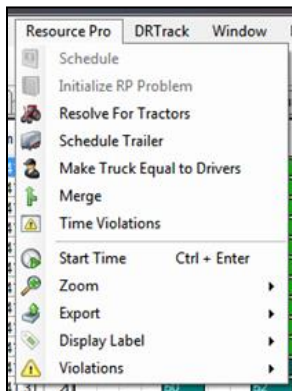 Resource Pro DRTrack Window
Schedule
Initialize RP Problem
Resolve For Tractors
Schedule Trailer
Make Truck Equal to Drivers
Merge
Time Violations
Start Time Ctrl + Enter
Zoom
Export
Display Label
Violations